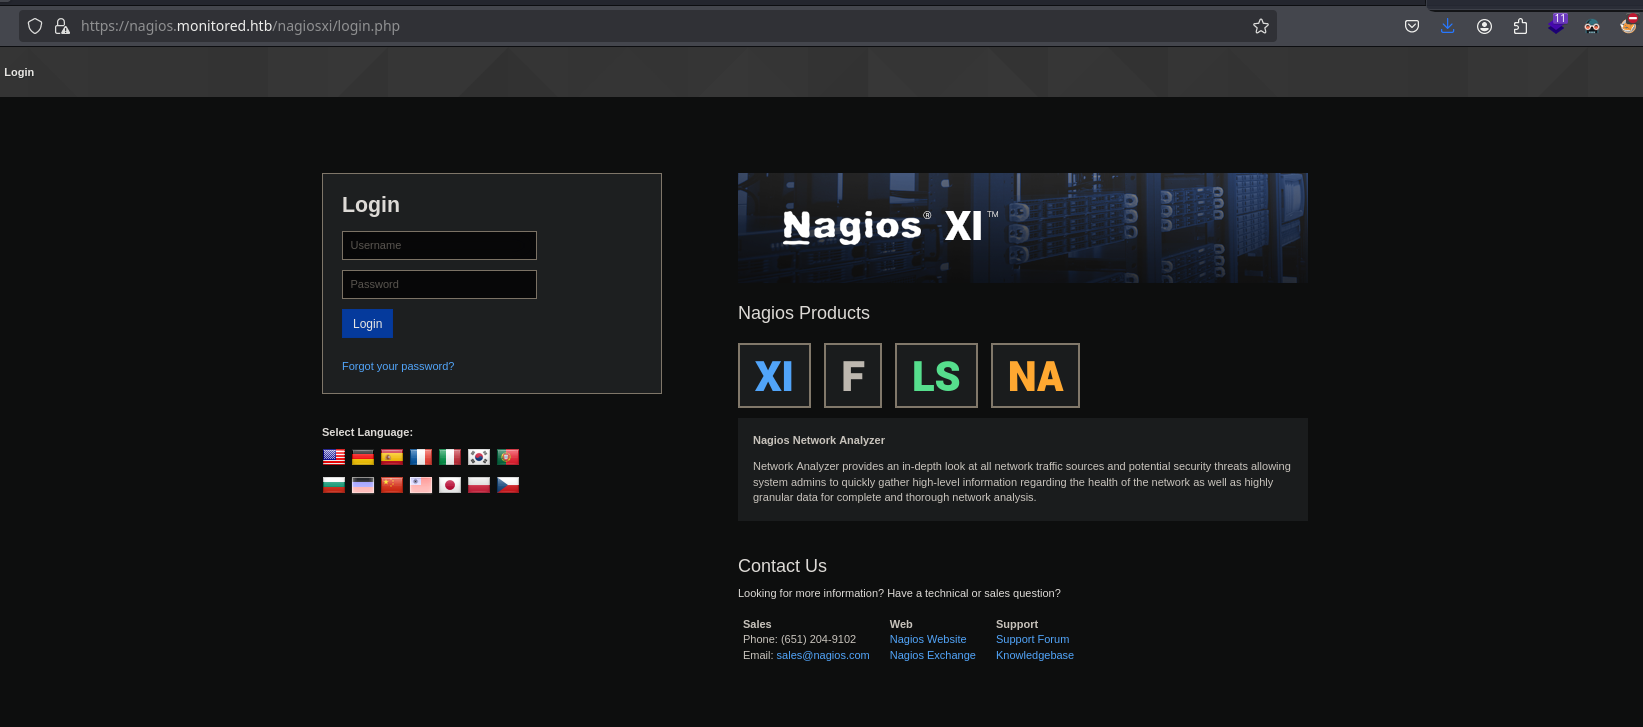 https://nagios.monitored.htb/nagiosxi/login.php
11
Login
Login
Username
Password
Login
Forgot your password?
Select Language:
Nagios® XI™
Nagios Products
XI
F
LS
NA
Nagios Network Analyzer
Network Analyzer provides an in-depth look at all network traffic sources and potential security threats allowing
system admins to quickly gather high-level information regarding the health of the network as well as highly
granular data for complete and thorough network analysis.
Contact Us
Looking for more information? Have a technical or sales question?
Sales
Phone: (651) 204-9102
Email: sales@nagios.com
Web
Nagios Website
Nagios Exchange
Support
Support Forum
Knowledgebase